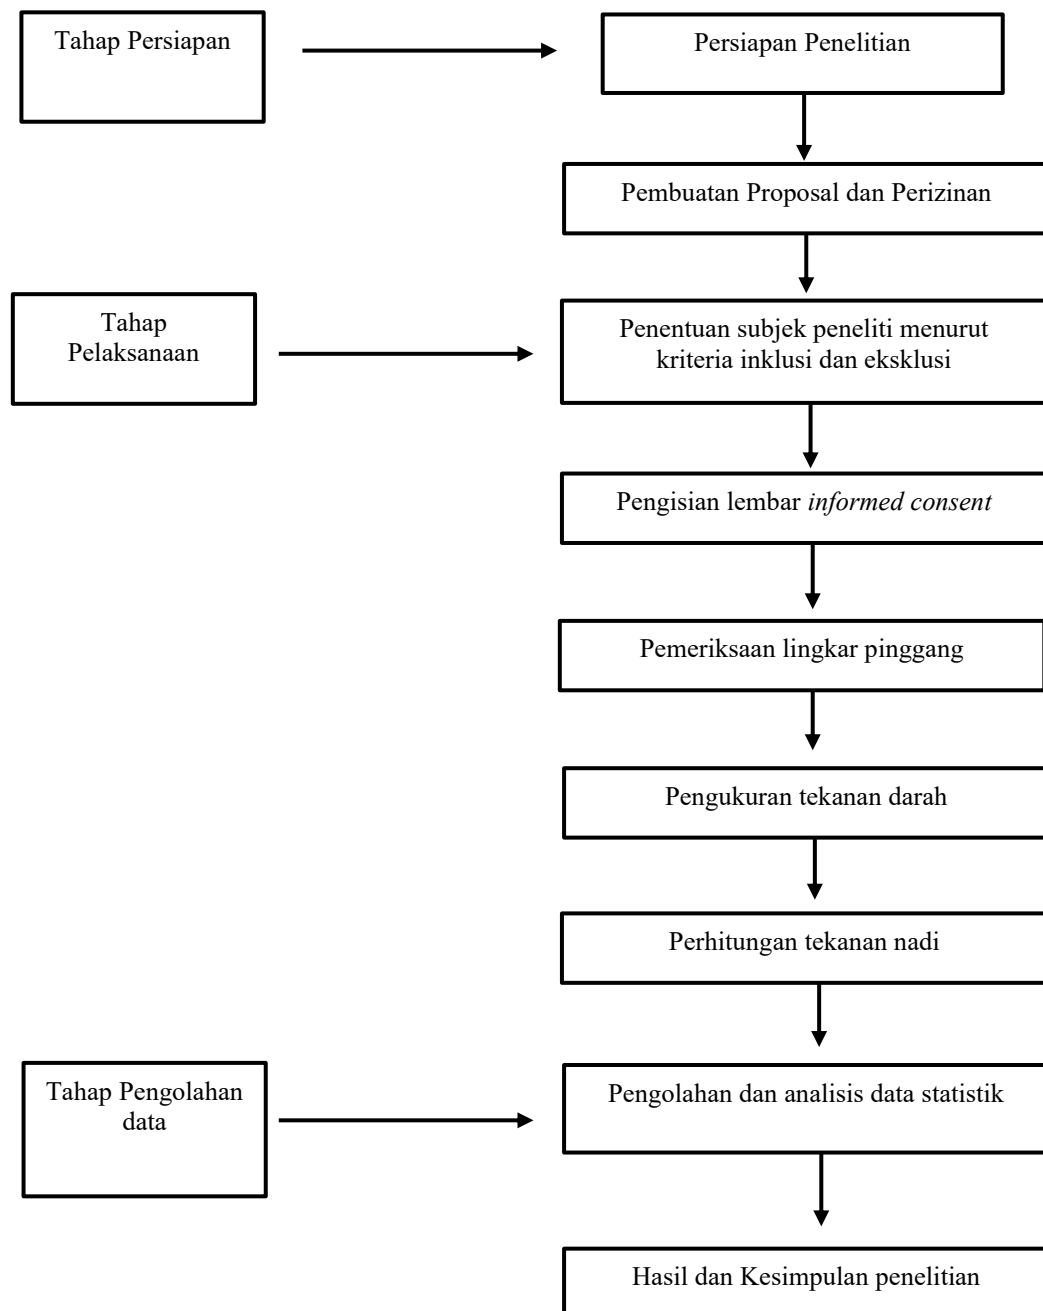 Tahap Persiapan
Persiapan Penelitian
Pembuatan Proposal dan Perizinan
Tahap
Pelaksanaan
Penentuan subjek peneliti menurut
kriteria inklusi dan eksklusi
Pengisian lembar informed consent
Pemeriksaan lingkar pinggang
Pengukuran tekanan darah
Perhitungan tekanan nadi
Tahap Pengolahan
data
Pengolahan dan analisis data statistik
Hasil dan Kesimpulan penelitian